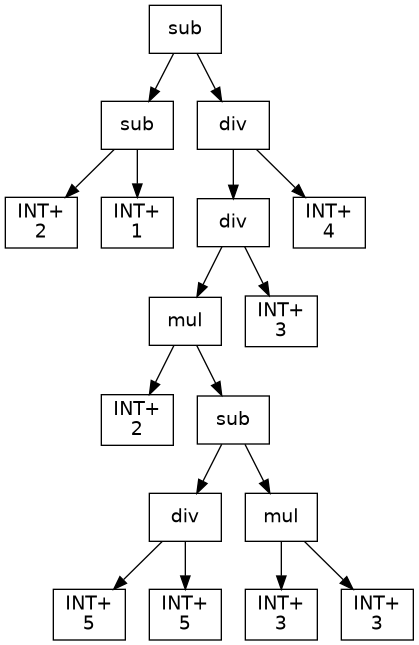 sub
sub
div
INT+
2
INT+
1
div
INT+
4
mul
INT+
3
INT+
2
sub
div
mul
INT+
5
INT+
5
INT+
3
INT+
3